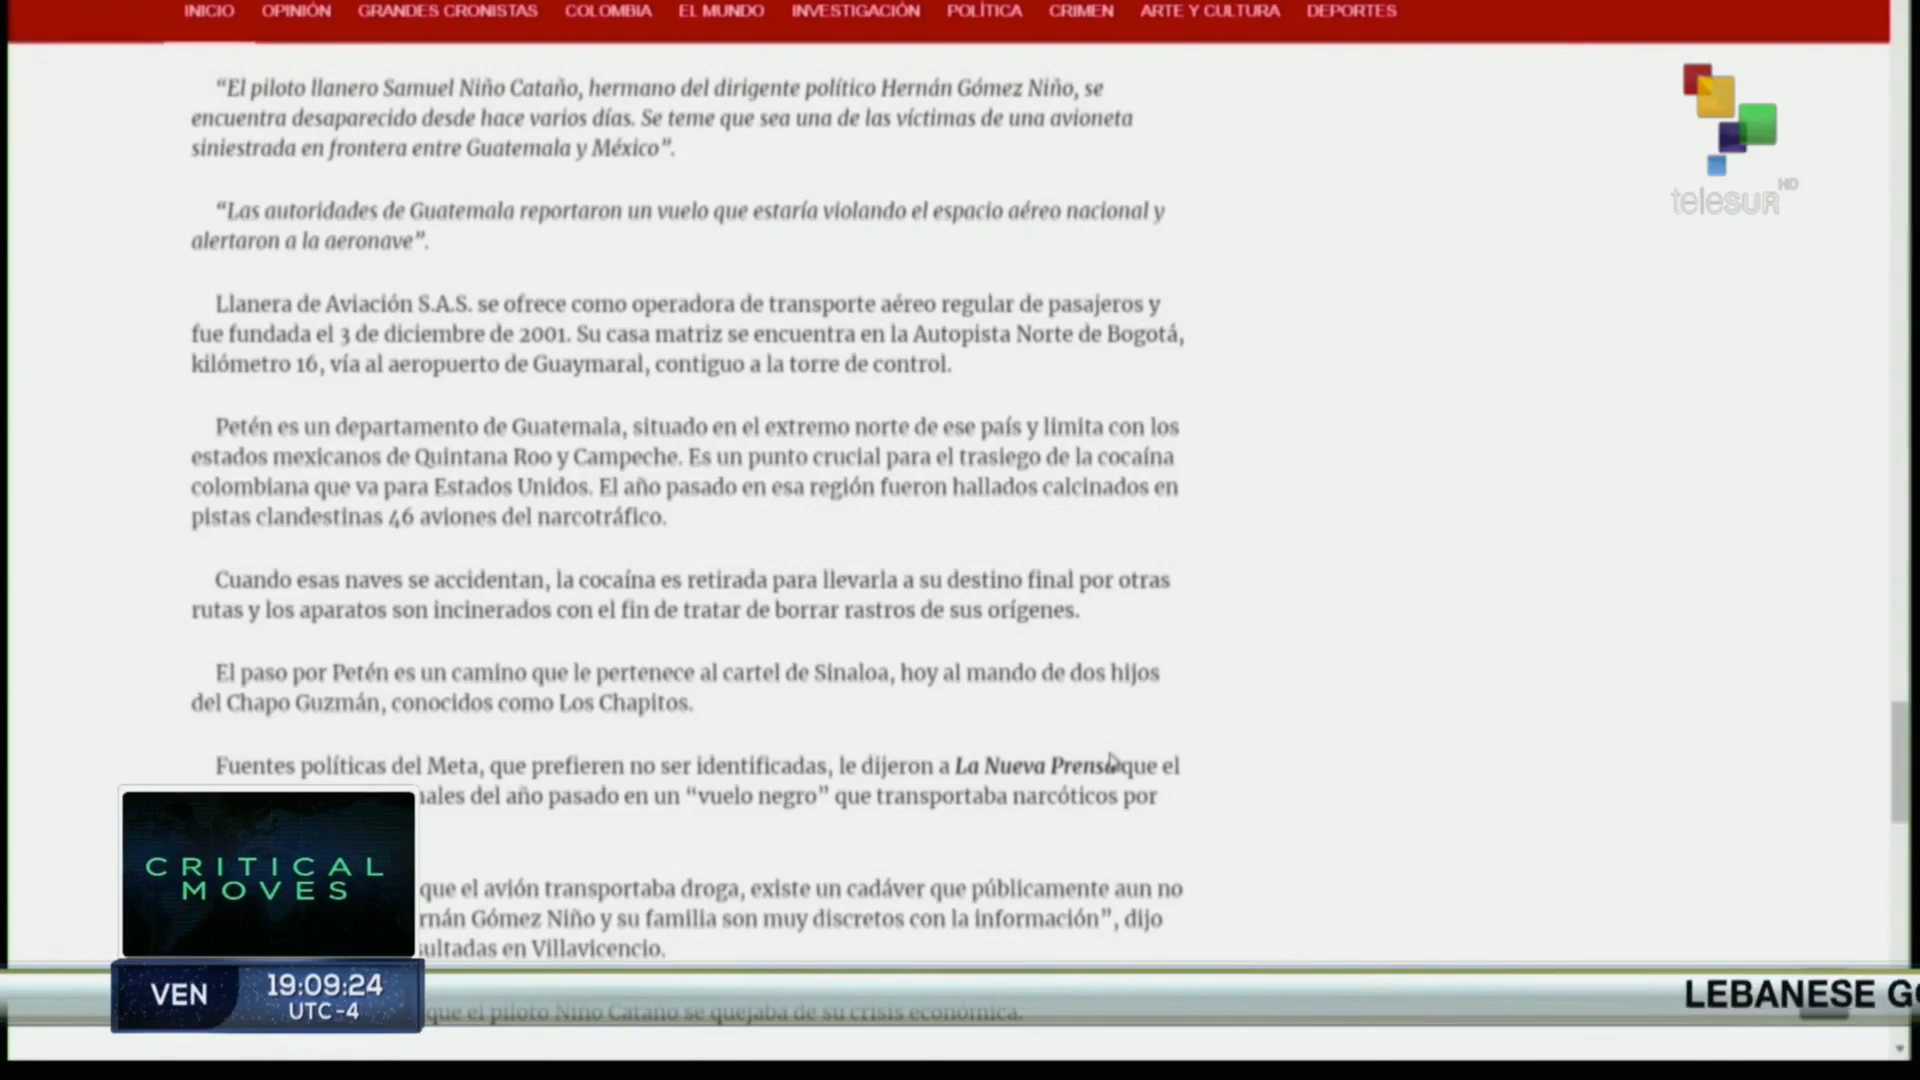 INICIO OPINIÓN GRANDES CRONISTAS COLOMBIA EL MUNDO INVESTIGACIÓN POLÍTICA CRIMEN ARTE Y CULTURA DEPORTES
“El piloto llanero Samuel Niño Cataño, hermano del dirigente político Hernán Gómez Niño, se
encuentra desaparecido desde hace varios días. Se teme que sea una de las víctimas de una avioneta
siniestrada en frontera entre Guatemala y México”.
“Las autoridades de Guatemala reportaron un vuelo que estaría violando el espacio aéreo nacional y
alertaron a la aeronave”.
Llanera de Aviación S.A.S. se ofrece como operadora de transporte aéreo regular de pasajeros y
fue fundada el 3 de diciembre de 2001. Su casa matriz se encuentra en la Autopista Norte de Bogotá,
kilómetro 16, vía al aeropuerto de Guaymaral, contiguo a la torre de control.
Petén es un departamento de Guatemala, situado en el extremo norte de ese país y limita con los
estados mexicanos de Quintana Roo y Campeche. Es un punto crucial para el trasiego de la cocaína
colombiana que va para Estados Unidos. El año pasado en esa región fueron hallados calcinados en
pistas clandestinas 46 aviones del narcotráfico.
Cuando esas naves se accidentan, la cocaína es retirada para llevarla a su destino final por otras
rutas y los aparatos son incinerados con el fin de tratar de borrar rastros de sus orígenes.
El paso por Petén es un camino que le pertenece al cartel de Sinaloa, hoy al mando de dos hijos
del Chapo Guzmán, conocidos como Los Chapitos.
Fuentes políticas del Meta, que prefieren no ser identificadas, le dijeron a La Nueva Prensa que el
nales del año pasado en un “vuelo negro” que transportaba narcóticos por
que el avión transportaba droga, existe un cadáver que públicamente aun no
rnán Gómez Niño y su familia son muy discretos con la información”, dijo
sultadas en Villavicencio.
que el piloto Niño Cataño se quejaba de su crisis económica.
teleSUR HD
CRITICAL
MOVES
VEN 19:09:24
UTC-4
LEBANESE GO